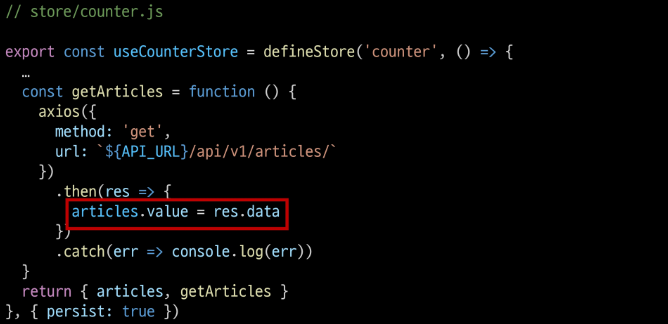 // store/counter.js
export const useCounterStore = defineStore('counter', () => {
…
const getArticles = function () {
axios({
method: 'get',
url: `${API_URL}/api/v1/articles/`
})
.then(res => {
articles.value = res.data
})
.catch(err => console.log(err))
}
return { articles, getArticles }
}, { persist: true })